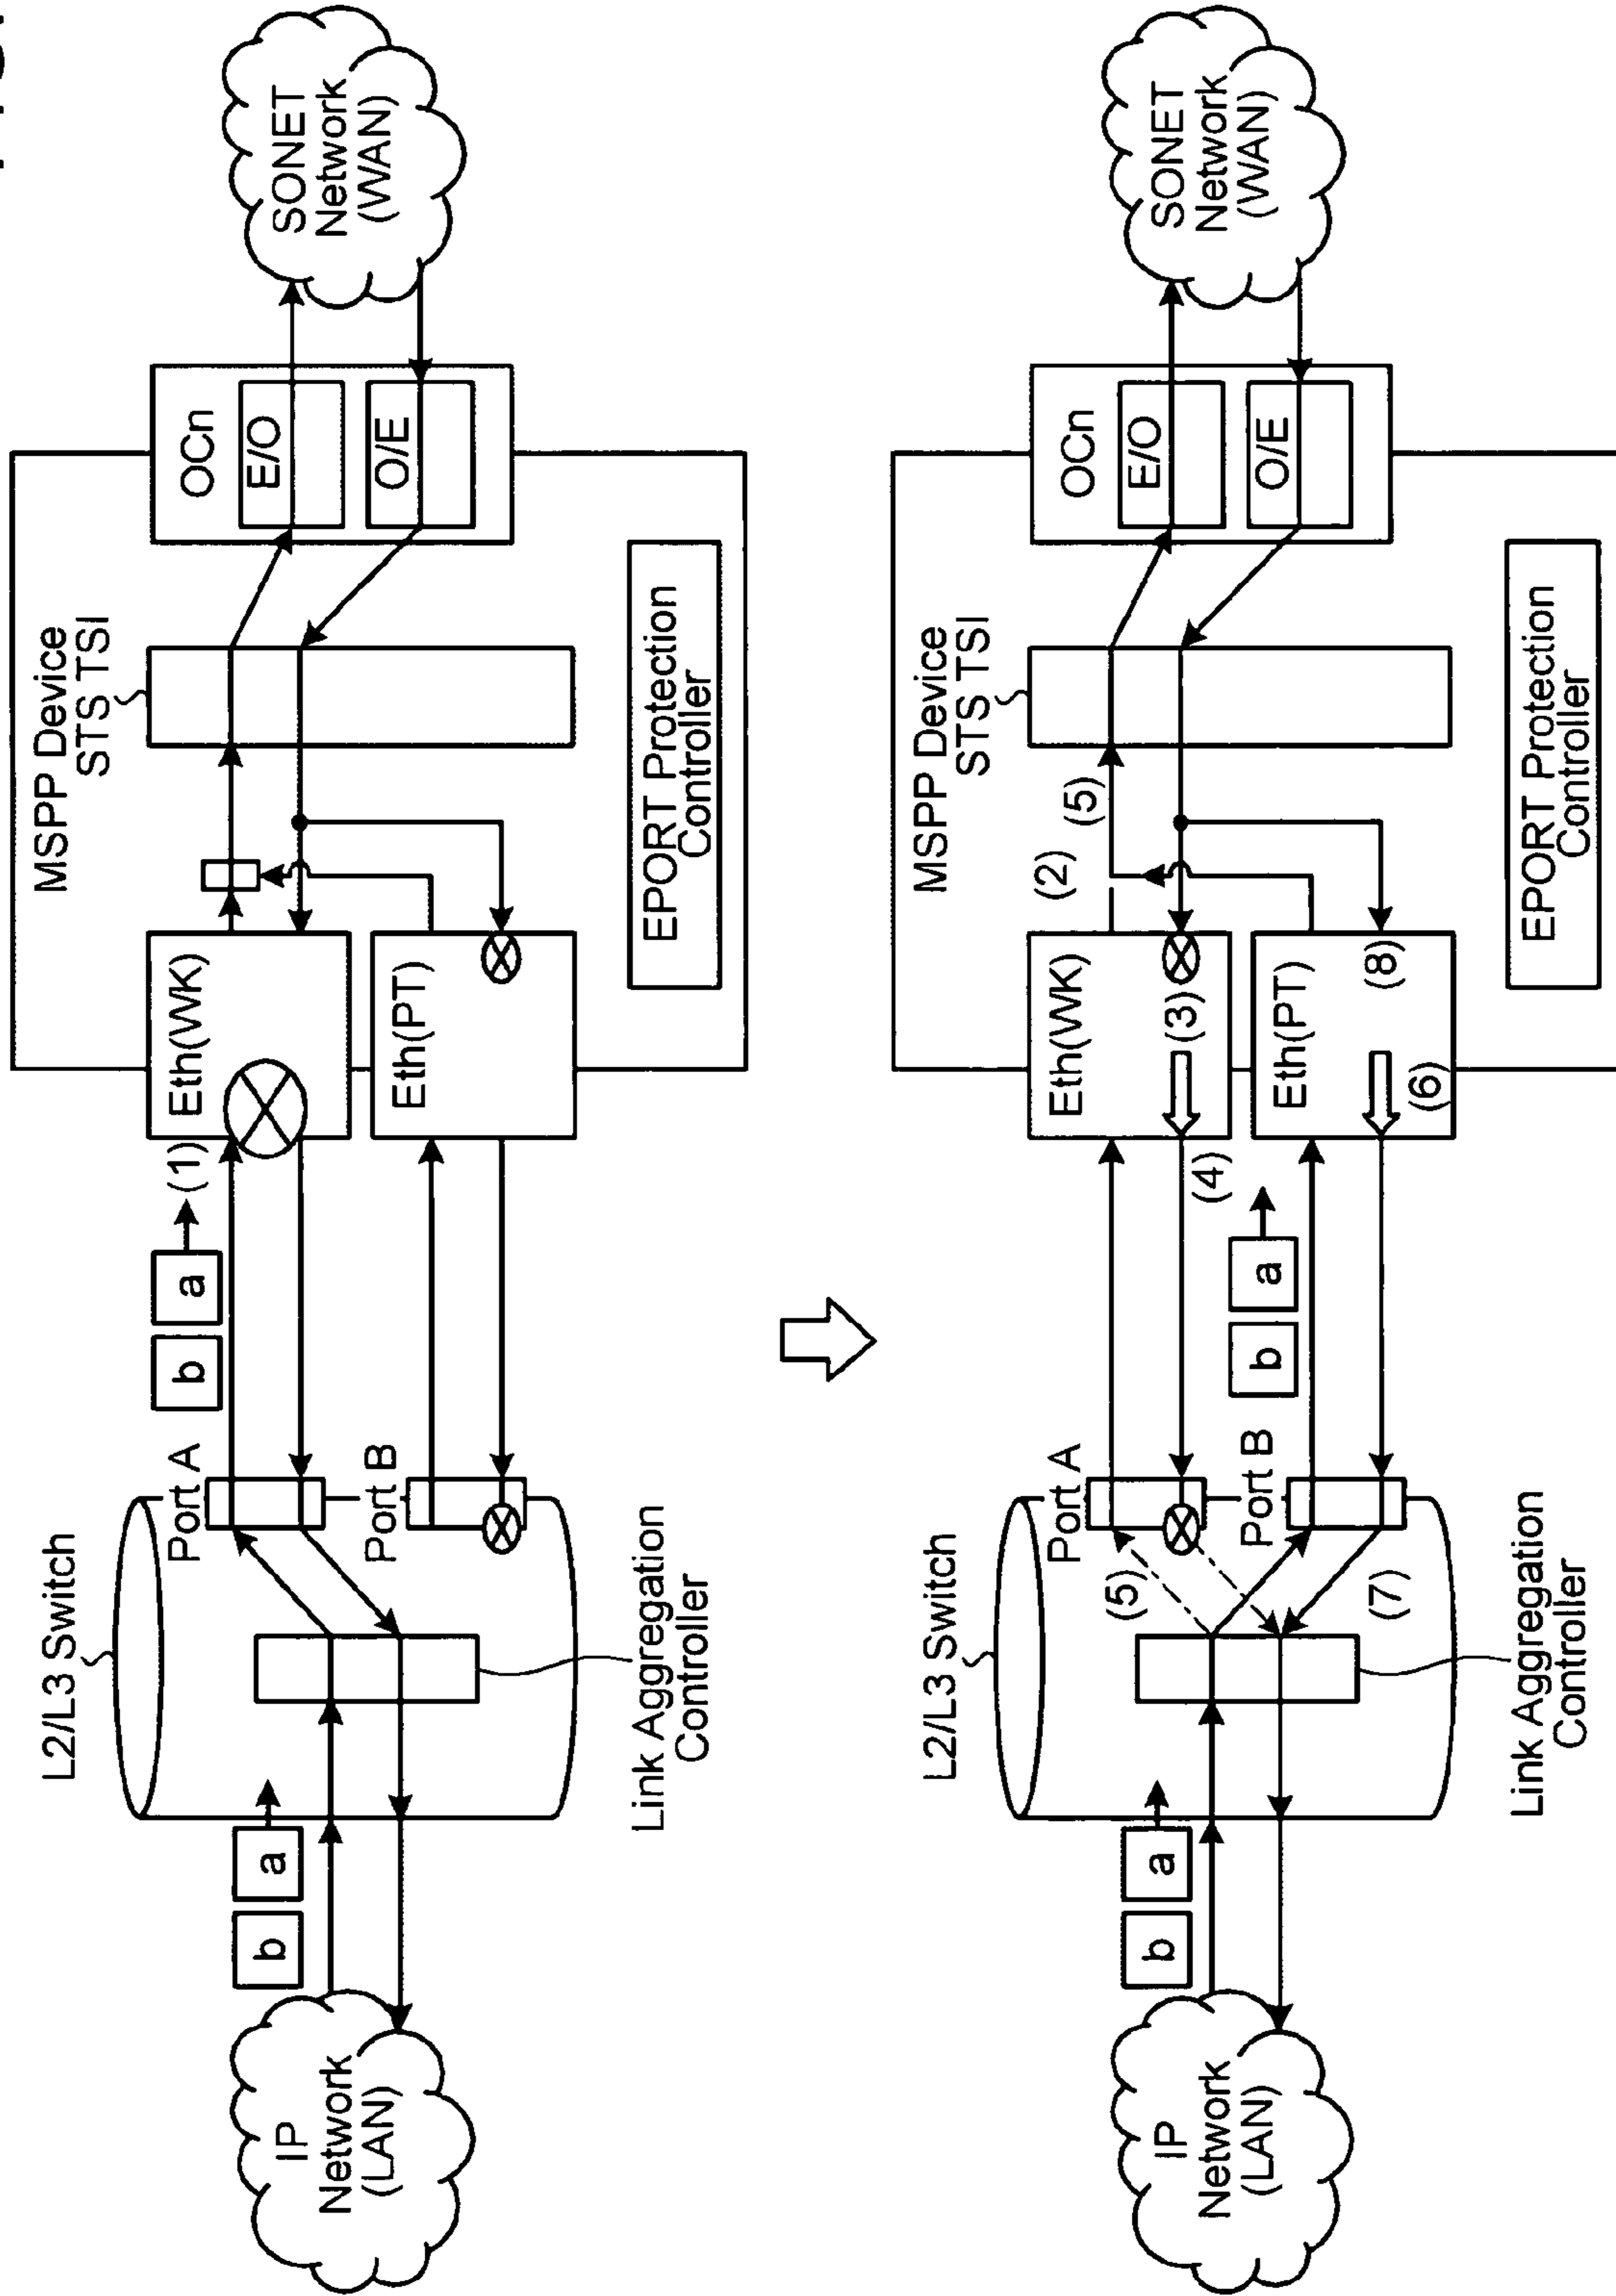 L2/L3 Switch
MSPP Device
STS TSI
IP
Network
(LAN)
b
a
Port A
Port B
b
a
(1)
Eth(WK)
Eth(PT)
OCn
E/O
O/E
SONET
Network
(WAN)
Link Aggregation
Controller
EPORT Protection
Controller
L2/L3 Switch
MSPP Device
STS TSI
IP
Network
(LAN)
b
a
(5)
(7)
Port A
Port B
b
a
(4)
Eth(WK)
(3)
Eth(PT)
(6)
(8)
(2)
(5)
OCn
E/O
O/E
SONET
Network
(WAN)
Link Aggregation
Controller
EPORT Protection
Controller